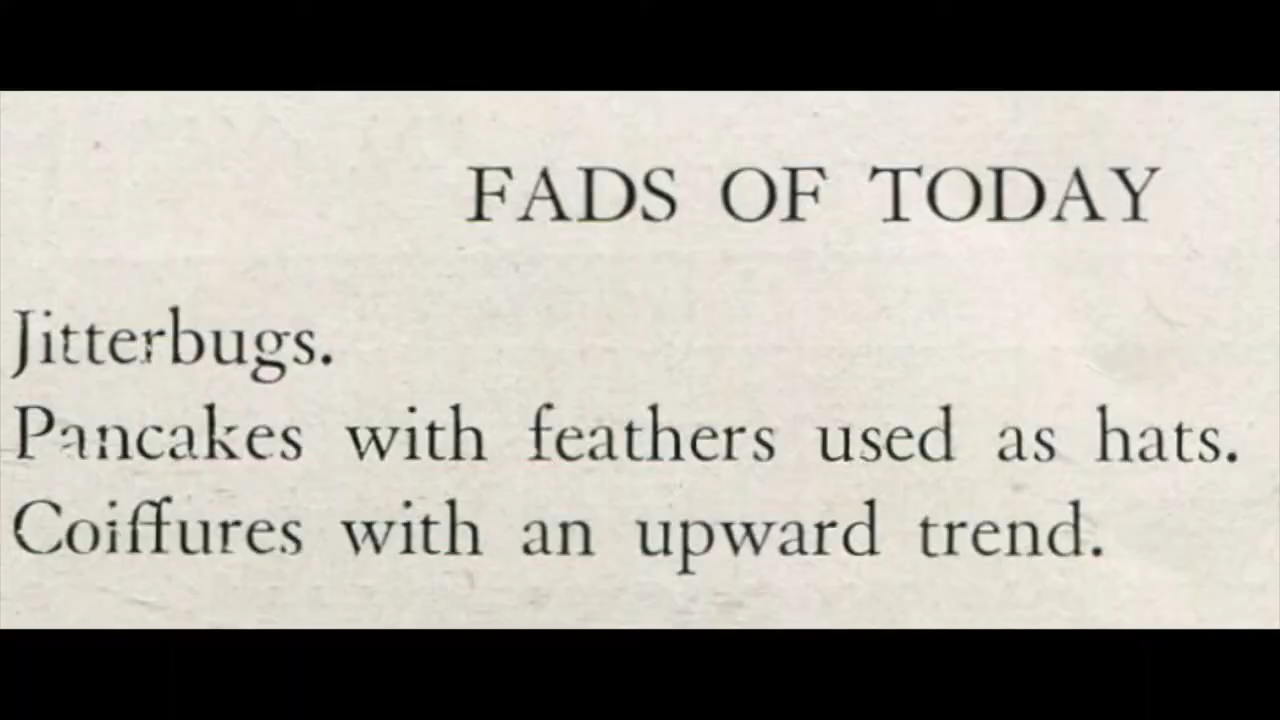 FADS OF TODAY
Jitterbugs.
Pancakes with feathers used as hats.
Coiffures with an upward trend.